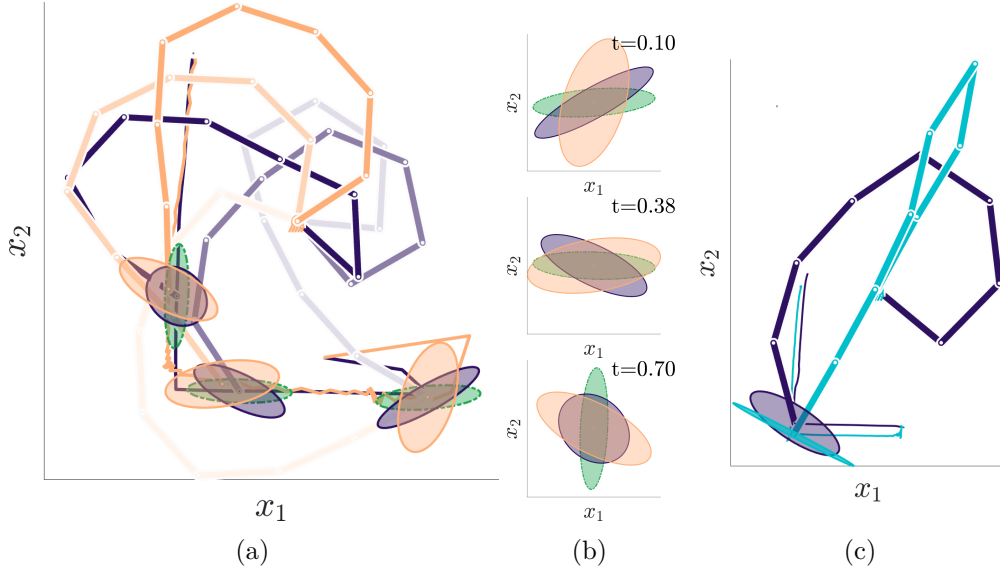 x₂
x₁
(a)
t=0.10
x₂
x₁
t=0.38
x₂
x₁
t=0.70
x₂
x₁
(b)
x₂
x₁
(c)